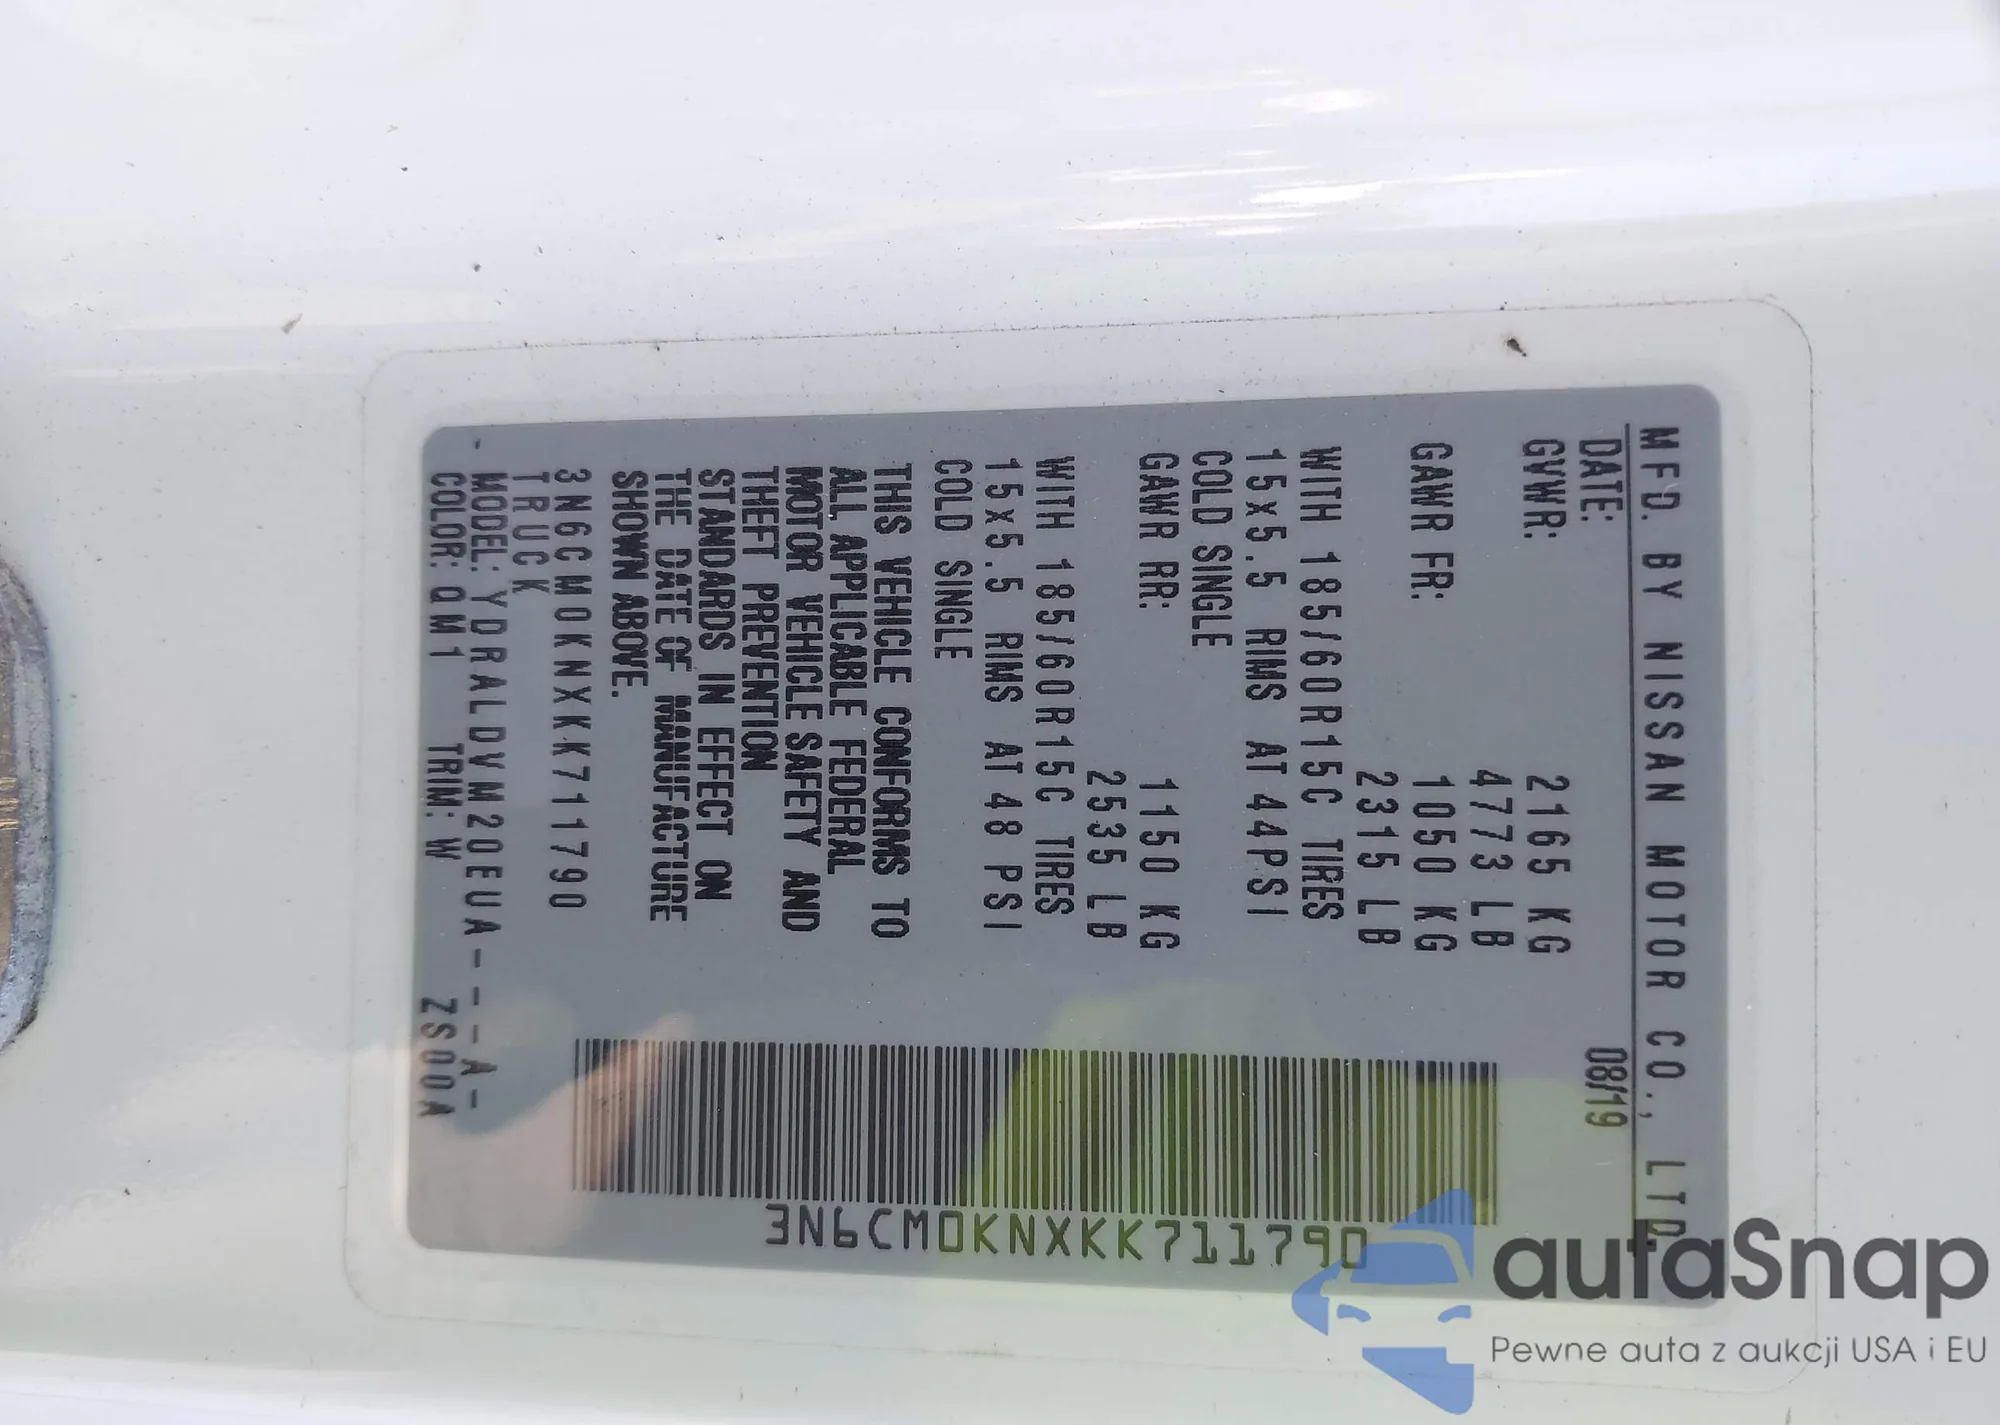 MFD. BY NISSAN MOTOR CO., LTD.
DATE: 08/19
GVWR: 2165 KG
4773 LB
GAWR FR: 1050 KG
2315 LB
WITH 185/60R15C TIRES
15x5.5 RIMS AT 44PSI
COLD SINGLE
GAWR RR: 1150 KG
2535 LB
WITH 185/60R15C TIRES
15x5.5 RIMS AT 48 PSI
COLD SINGLE
THIS VEHICLE CONFORMS TO
ALL APPLICABLE FEDERAL
MOTOR VEHICLE SAFETY AND
THEFT PREVENTION
STANDARDS IN EFFECT ON
THE DATE OF MANUFACTURE
SHOWN ABOVE.
3N6CM0KNXKK711790
TRUCK
MODEL: YDRALDVM20EUA----A-
- COLOR: QM1 TRIM: W ZS00A
3N6CM0KNXKK711790
autaSnap
Pewne auta z aukcji USA i EU